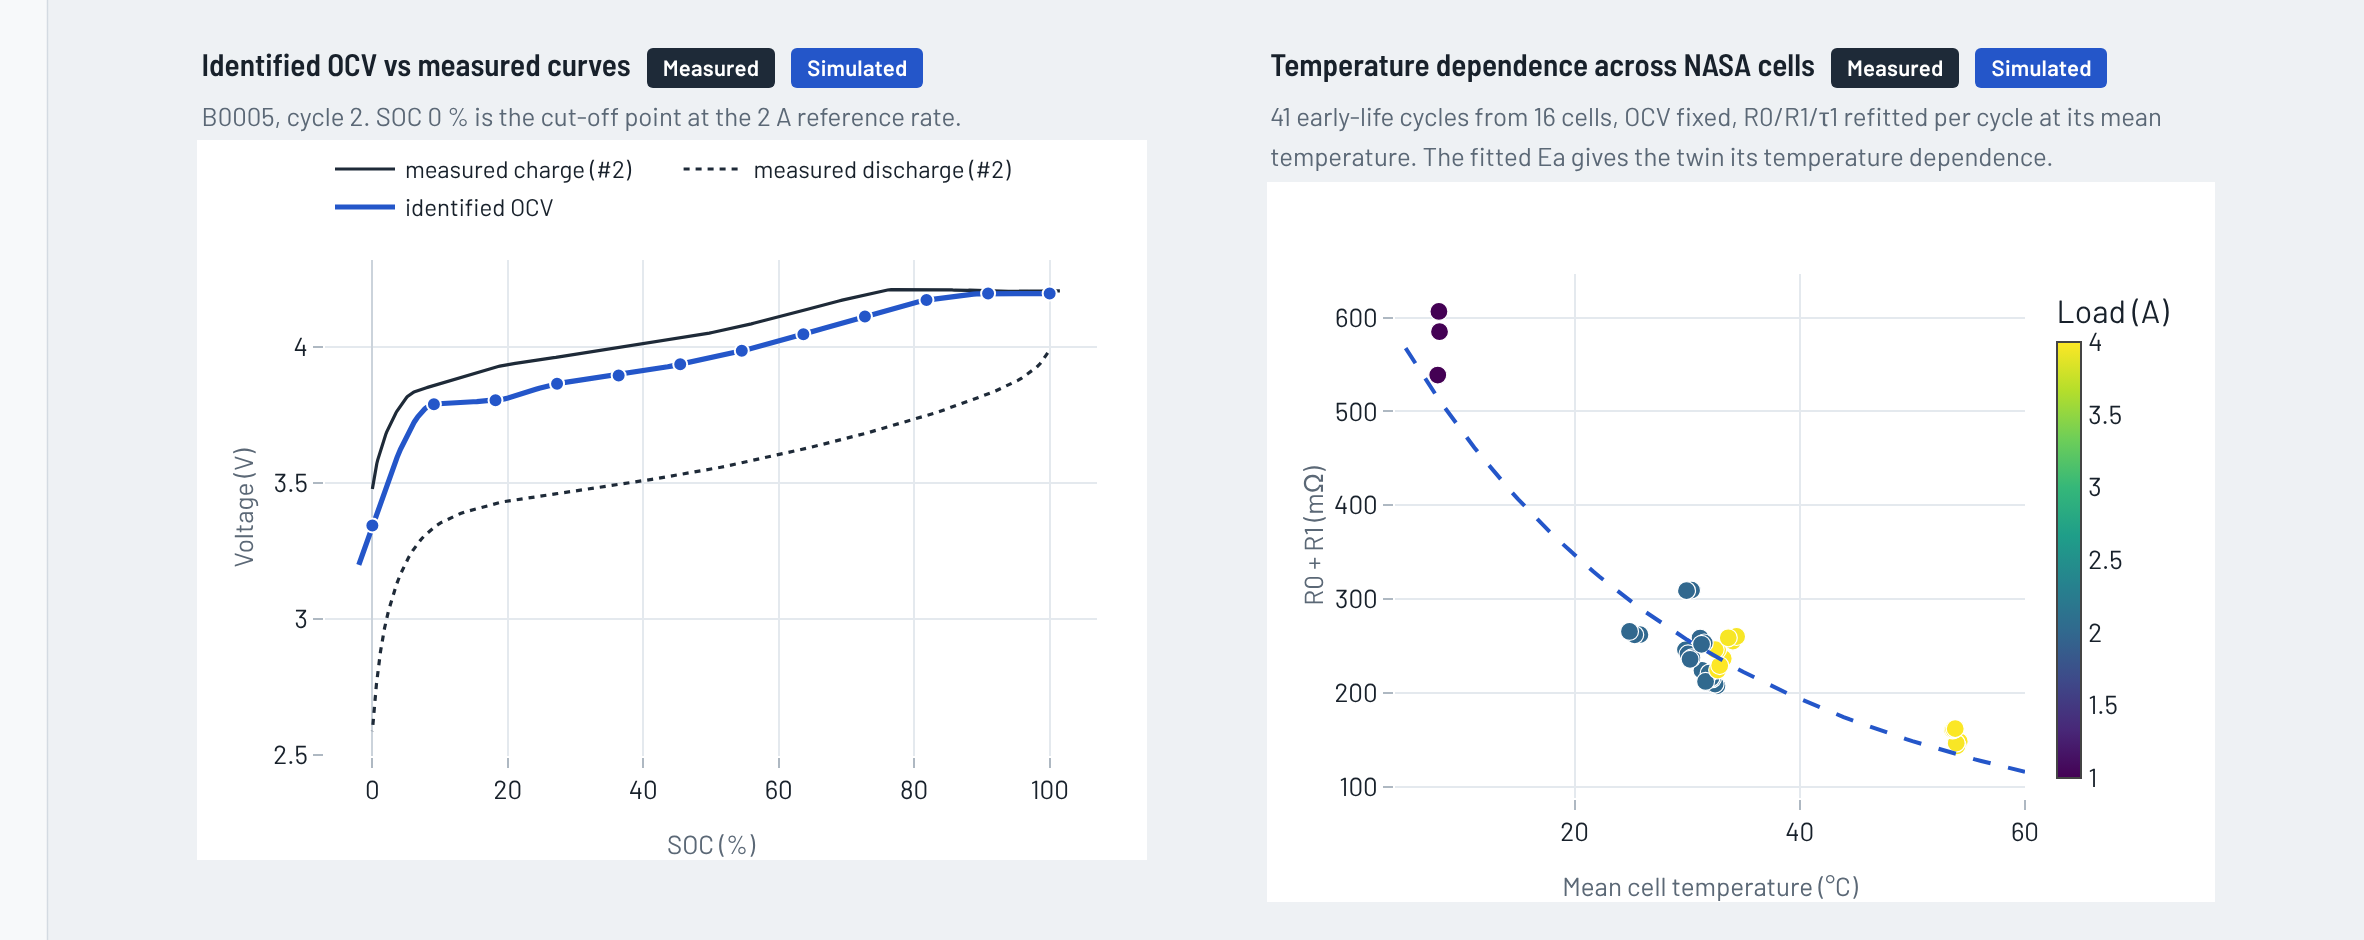 Identified OCV vs measured curves Measured Simulated
B0005, cycle 2. SOC 0 % is the cut-off point at the 2 A reference rate.
measured charge (#2) measured discharge (#2)
identified OCV
Voltage (V)
4
3.5
3
2.5
0 20 40 60 80 100
SOC (%)
Temperature dependence across NASA cells Measured Simulated
41 early-life cycles from 16 cells, OCV fixed, R0/R1/τ1 refitted per cycle at its mean
temperature. The fitted Ea gives the twin its temperature dependence.
R0 + R1 (mΩ)
600
500
400
300
200
100
20 40 60
Mean cell temperature (°C)
Load (A)
4
3.5
3
2.5
2
1.5
1